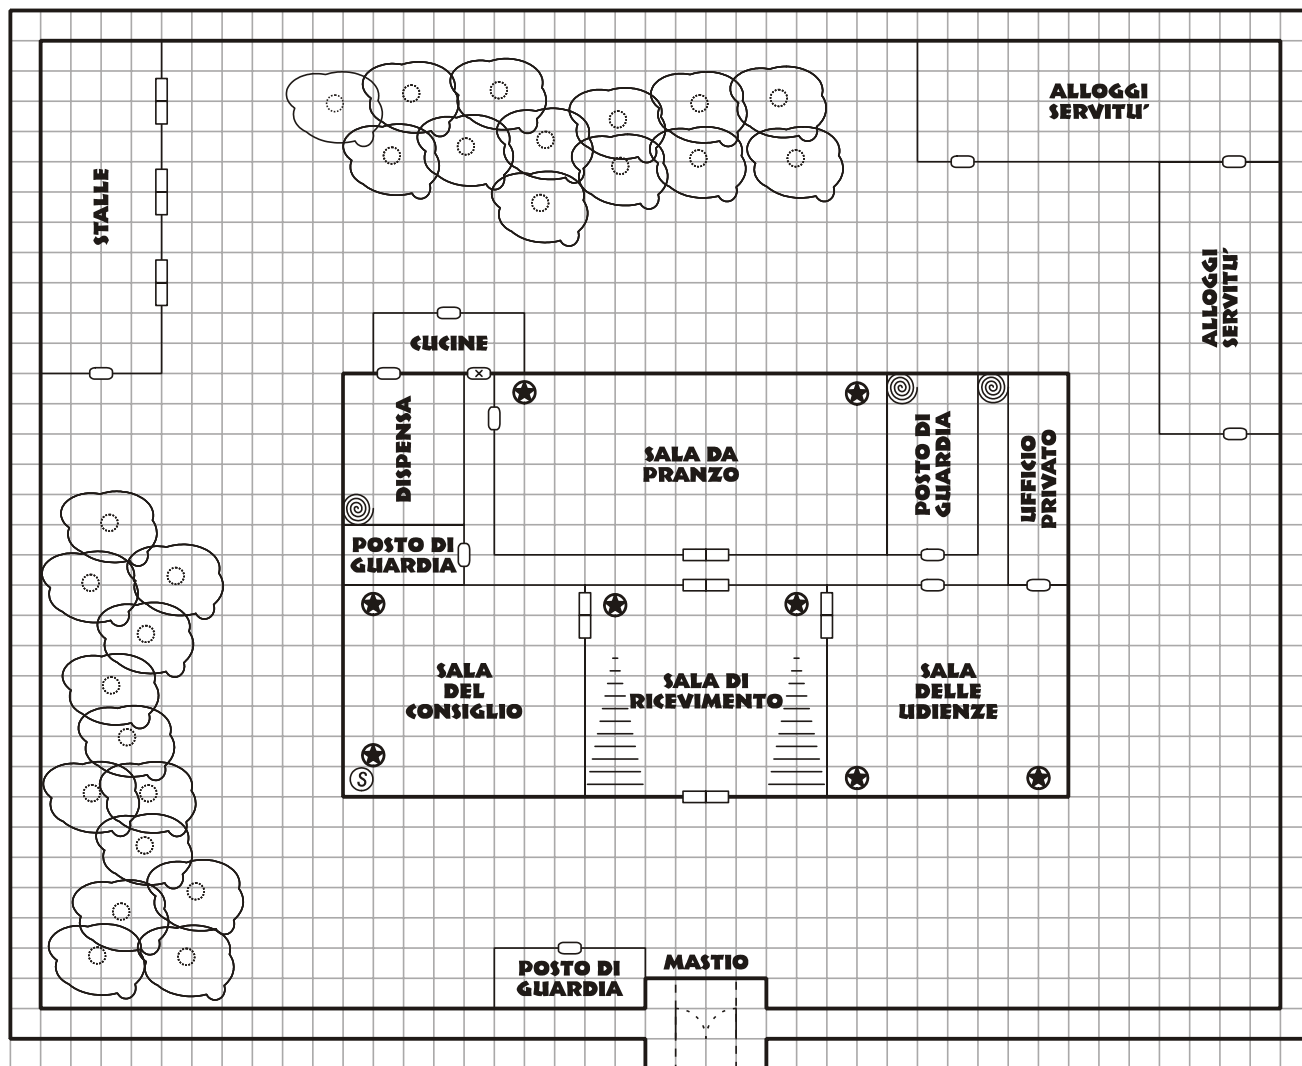 ALLOGGI
SERVITU'
STALLE
ALLOGGI
SERVITU'
CUCINE
DISPENSA
SALA DA
PRANZO
POSTO DI
GUARDIA
UFFICIO
PRIVATO
POSTO DI
GUARDIA
SALA
DEL
CONSIGLIO
SALA DI
RICEVIMENTO
SALA
DELLE
UDIENZE
S
POSTO DI
GUARDIA
MASTIO